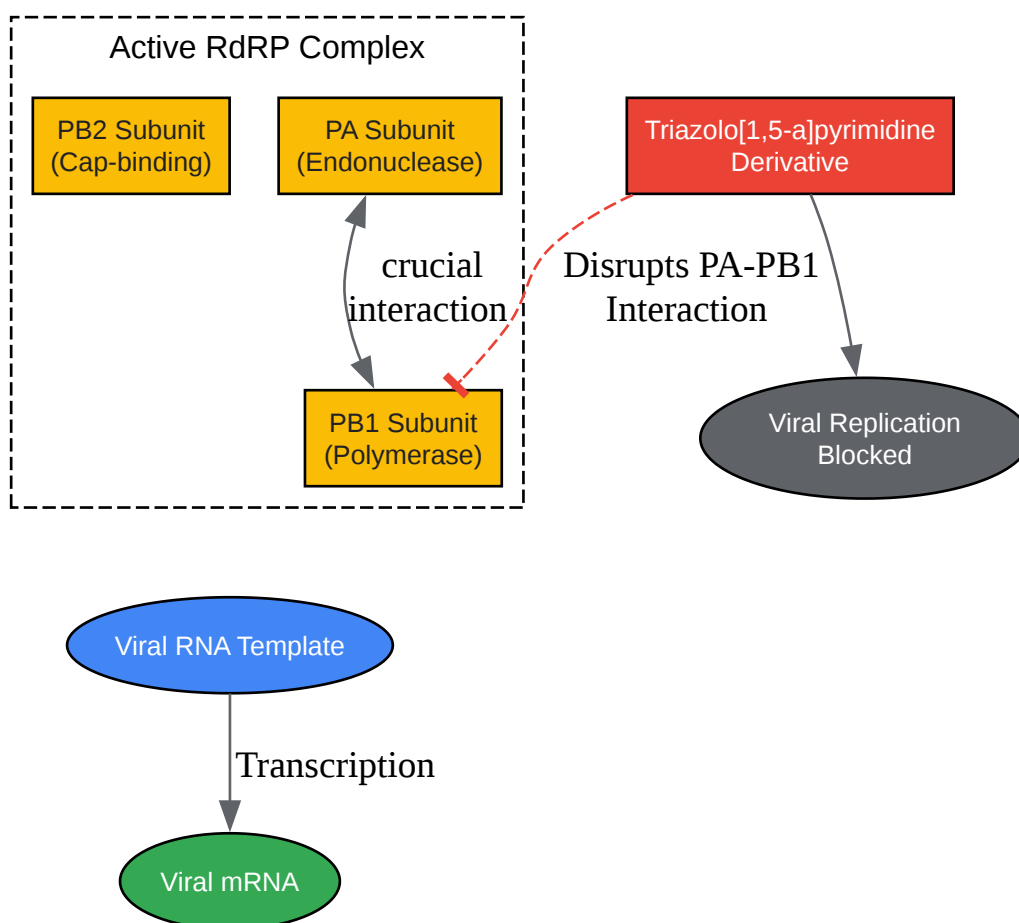 Active RdRP Complex
PB2 Subunit
(Cap-binding)
PA Subunit
(Endonuclease)
Triazolo[1,5-a]pyrimidine
Derivative
crucial
interaction
Disrupts PA-PB1
Interaction
PB1 Subunit
(Polymerase)
Viral Replication
Blocked
Viral RNA Template
Transcription
Viral mRNA